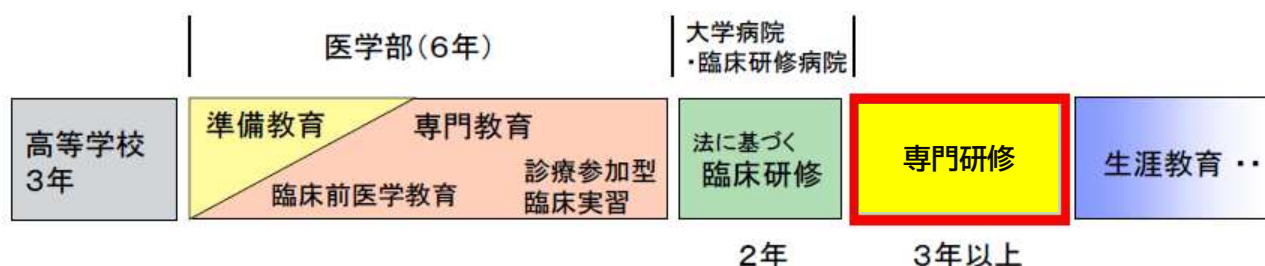 医学部(6年)
大学病院
・臨床研修病院
高等学校
3年
準備教育
専門教育
臨床前医学教育
診療参加型
臨床実習
法に基づく
臨床研修
専門研修
生涯教育・・
2年
3年以上